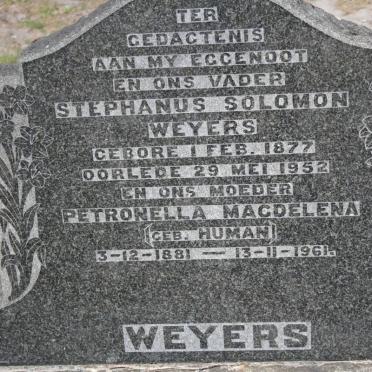 TER
GEDAGTENIS
AAN MY EGGENOOT
EN ONS VADER
STEPHANUS SOLOMON
WEYERS
GEBORE 1 FEB. 1877
OORLEDE 29 MEI 1952
EN ONS MOEDER
PETRONELLA MAGDELENA
(GEB. HUMAN)
3-12-1881 — 13-11-1961.
WEYERS